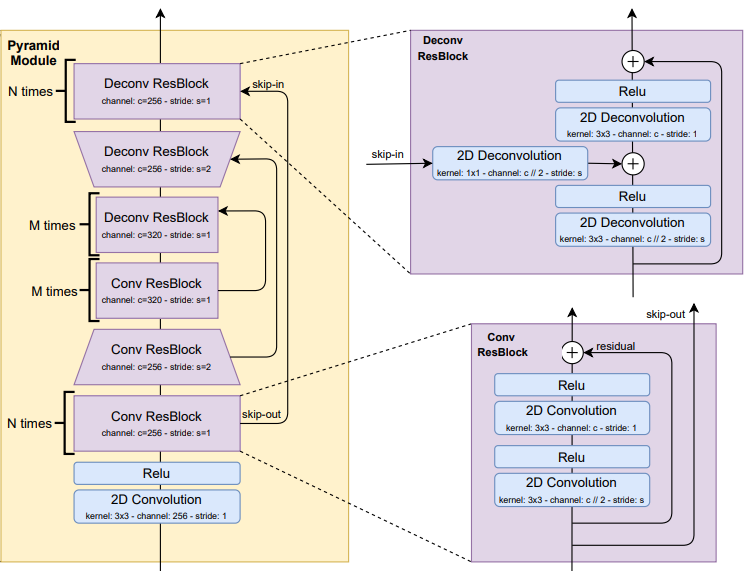 Pyramid
Module
N times
Deconv ResBlock
channel: c=256 - stride: s=1
skip-in
Deconv ResBlock
channel: c=256 - stride: s=2
M times
Deconv ResBlock
channel: c=320 - stride: s=1
M times
Conv ResBlock
channel: c=320 - stride: s=1
Conv ResBlock
channel: c=256 - stride: s=2
N times
Conv ResBlock
channel: c=256 - stride: s=1
skip-out
Relu
2D Convolution
kernel: 3x3 - channel: 256 - stride: 1
Deconv
ResBlock
+
Relu
2D Deconvolution
kernel: 3x3 - channel: c - stride: 1
skip-in
2D Deconvolution
kernel: 1x1 - channel: c // 2 - stride: s
+
Relu
2D Deconvolution
kernel: 3x3 - channel: c // 2 - stride: s
skip-out
Conv
ResBlock
+
residual
Relu
2D Convolution
kernel: 3x3 - channel: c - stride: 1
Relu
2D Convolution
kernel: 3x3 - channel: c // 2 - stride: s